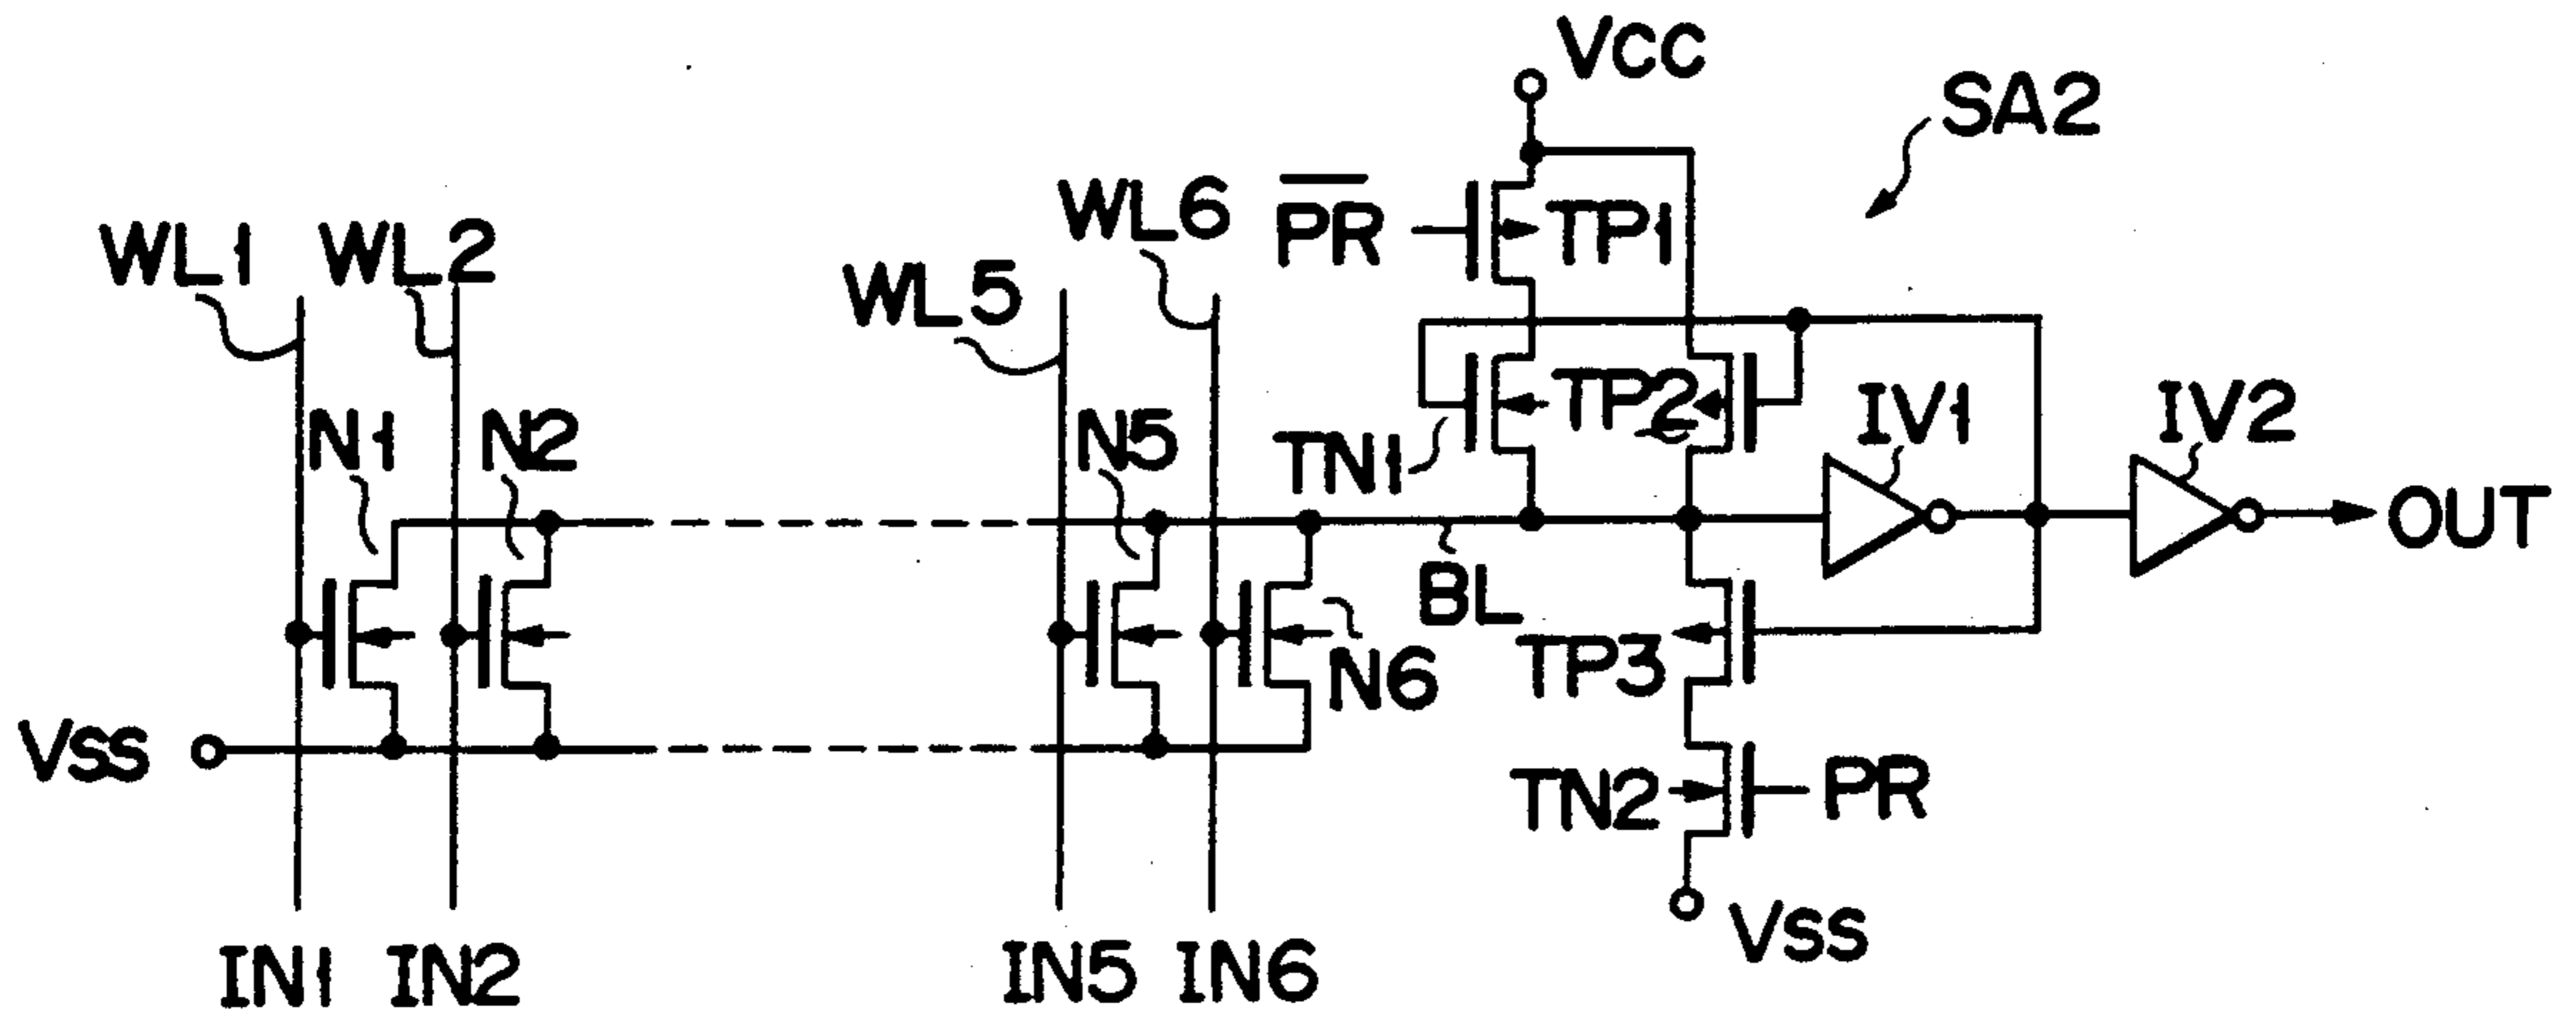 VCC
SA2
WL6
PR
TP1
WL1
WL2
WL5
TP2
IV1
IV2
N1
N2
N5
TN1
OUT
BL
TP3
N6
VSS
TN2
PR
VSS
IN1
IN2
IN5
IN6